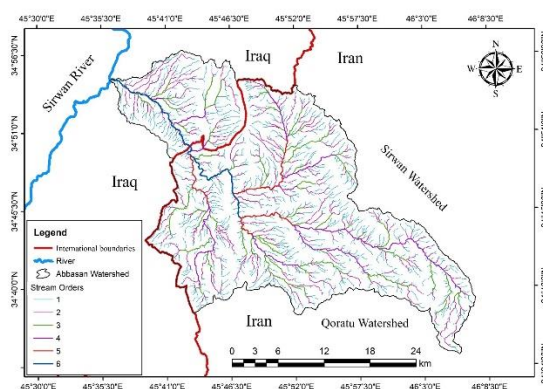 45°30'0"E 45°35'30"E 45°41'0"E 45°46'30"E 45°52'0"E 45°57'30"E 46°3'0"E 46°8'30"E
34°56'30"N
34°51'0"N
34°45'30"N
34°40'0"N
Iraq
Iran
N
W E
S
Sirwan River
Iraq
Sirwan Watershed
Legend
International boundaries
River
Abbasan Watershed
Stream Orders
1
2
3
4
5
6
Iran
Qoratu Watershed
0 3 6 12 18 24
km
45°30'0"E 45°35'30"E 45°41'0"E 45°46'30"E 45°52'0"E 45°57'30"E 46°3'0"E 46°8'30"E